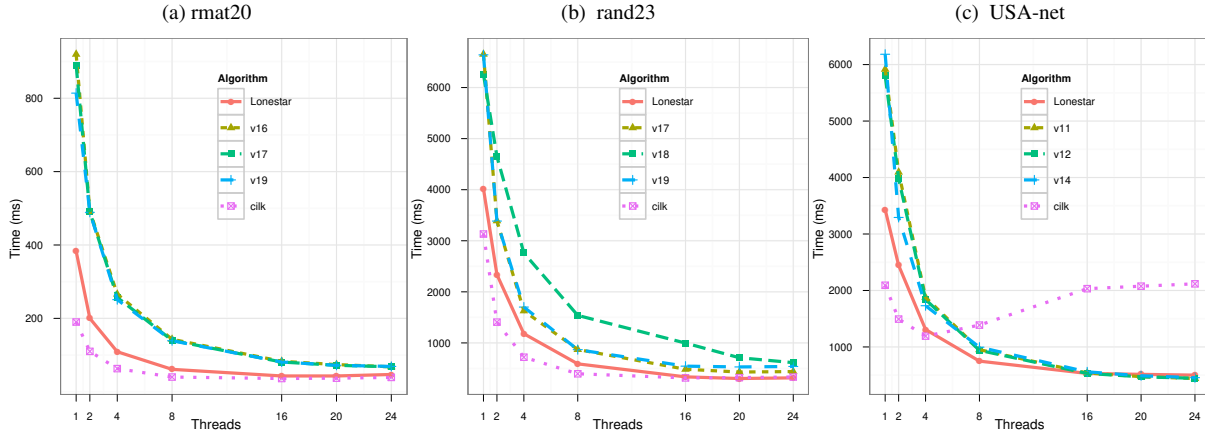 (a) rmat20
Time (ms)
800
600
400
200
Algorithm
Lonestar
v16
v17
v19
cilk
1 2 4 8 16 20 24
Threads
(b) rand23
Time (ms)
6000
5000
4000
3000
2000
1000
Algorithm
Lonestar
v17
v18
v19
cilk
1 2 4 8 16 20 24
Threads
(c) USA-net
Time (ms)
6000
5000
4000
3000
2000
1000
Algorithm
Lonestar
v11
v12
v14
cilk
1 2 4 8 16 20 24
Threads